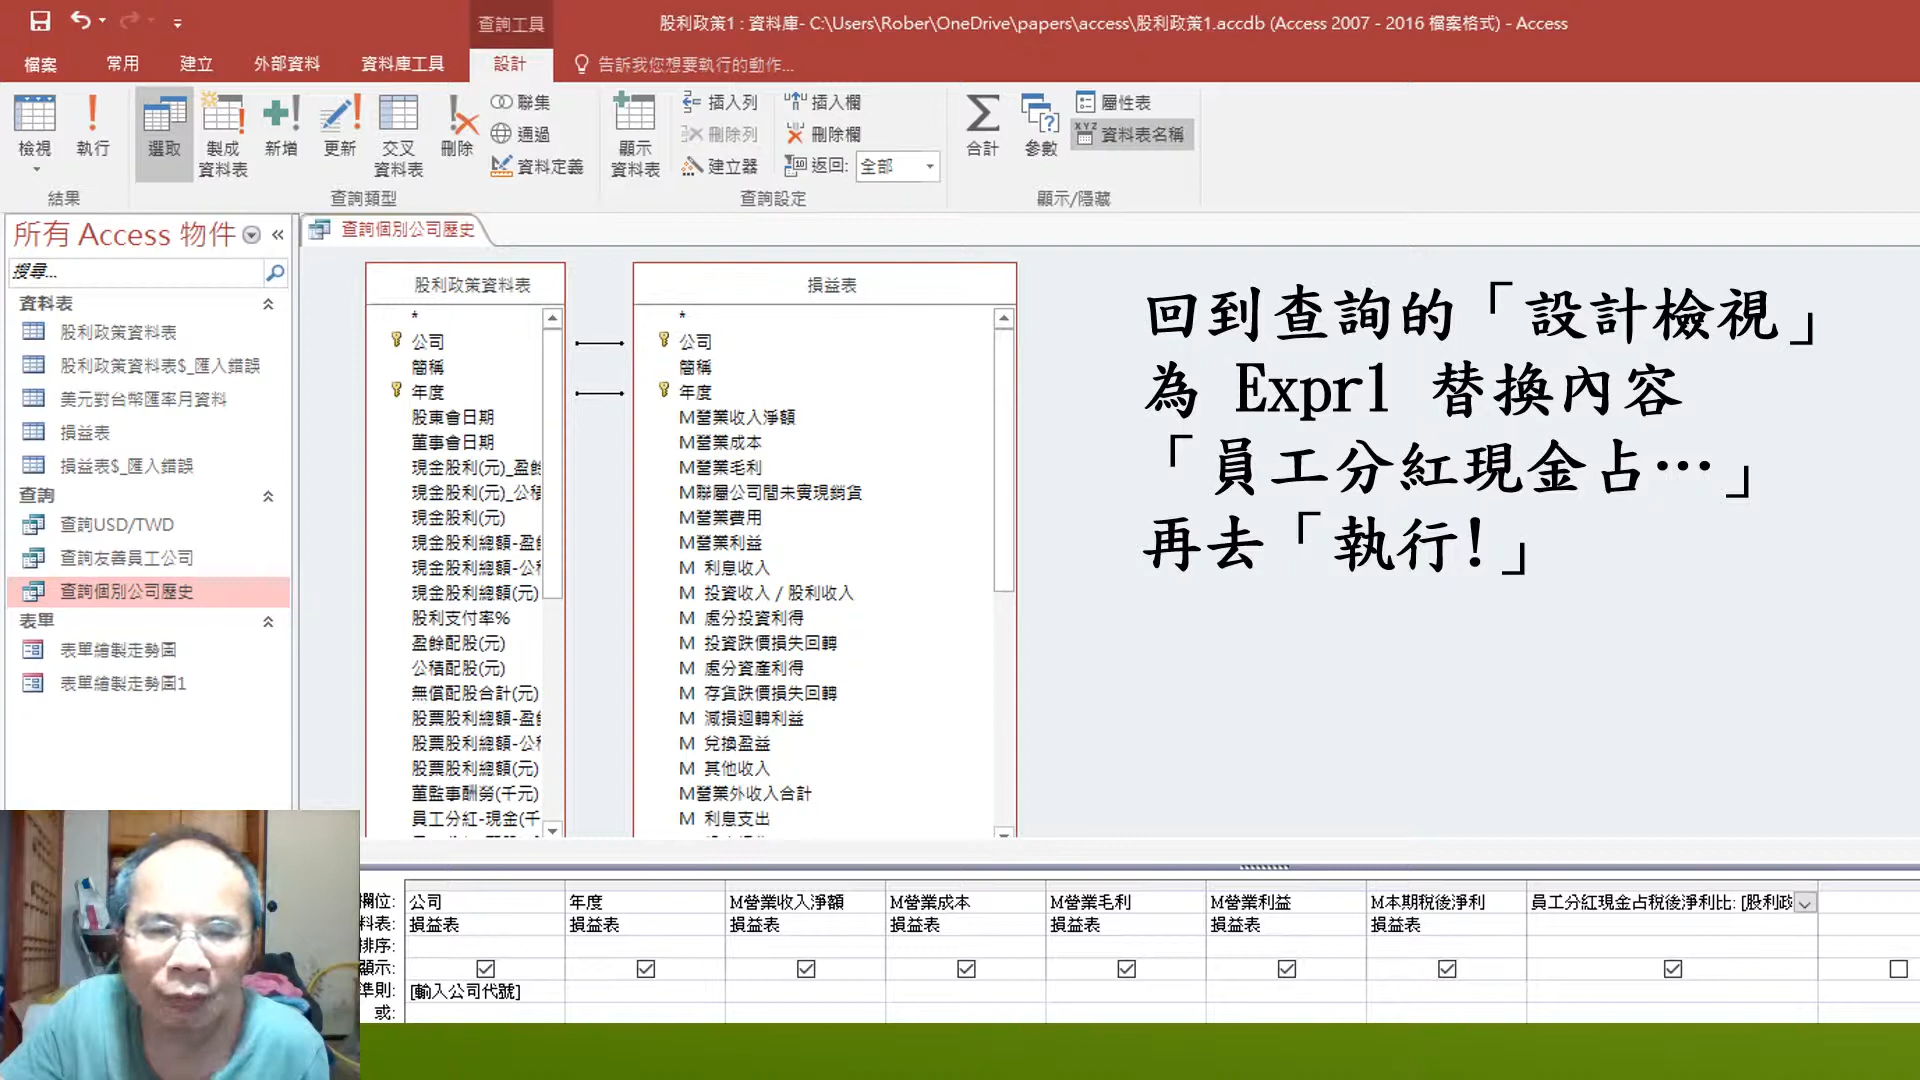 查詢工具
股利政策1 : 資料庫- C:\Users\Rober\OneDrive\papers\access\股利政策1.accdb (Access 2007 - 2016 檔案格式) - Access
檔案
常用
建立
外部資料
資料庫工具
設計
告訴我您想要執行的動作...
檢視
執行
選取
製成
資料表
新增
更新
交叉
資料表
刪除
聯集
通過
資料定義
顯示
資料表
插入列
刪除列
建立器
插入欄
刪除欄
返回:
全部
合計
參數
屬性表
資料表名稱
結果
查詢類型
查詢設定
顯示/隱藏
所有 Access 物件
搜尋...
資料表
股利政策資料表
股利政策資料表$_匯入錯誤
美元對台幣匯率月資料
損益表
損益表$_匯入錯誤
查詢
查詢USD/TWD
查詢友善員工公司
查詢個別公司歷史
表單
表單繪製走勢圖
表單繪製走勢圖1
查詢個別公司歷史
股利政策資料表
*
公司
簡稱
年度
股東會日期
董事會日期
現金股利(元)_盈餘
現金股利(元)_公積
現金股利(元)
現金股利總額-盈餘
現金股利總額-公積
現金股利總額(元)
股利支付率%
盈餘配股(元)
公積配股(元)
無償配股合計(元)
股票股利總額-盈餘
股票股利總額-公積
股票股利總額(元)
董監事酬勞(千元)
員工分紅-現金(千
損益表
*
公司
簡稱
年度
M營業收入淨額
M營業成本
M營業毛利
M聯屬公司間未實現銷貨
M營業費用
M營業利益
M 利息收入
M 投資收入 / 股利收入
M 處分投資利得
M 投資跌價損失回轉
M 處分資產利得
M 存貨跌價損失回轉
M 減損迴轉利益
M 兌換盈益
M 其他收入
M營業外收入合計
M 利息支出
回到查詢的「設計檢視」
為 Expr1 替換內容
「員工分紅現金占…」
再去「執行!」
欄位: 公司 年度 M營業收入淨額 M營業成本 M營業毛利 M營業利益 M本期稅後淨利 員工分紅現金占稅後淨利比: [股利政
料表: 損益表 損益表 損益表 損益表 損益表 損益表 損益表
排序:
顯示:
準則: [輸入公司代號]
或: